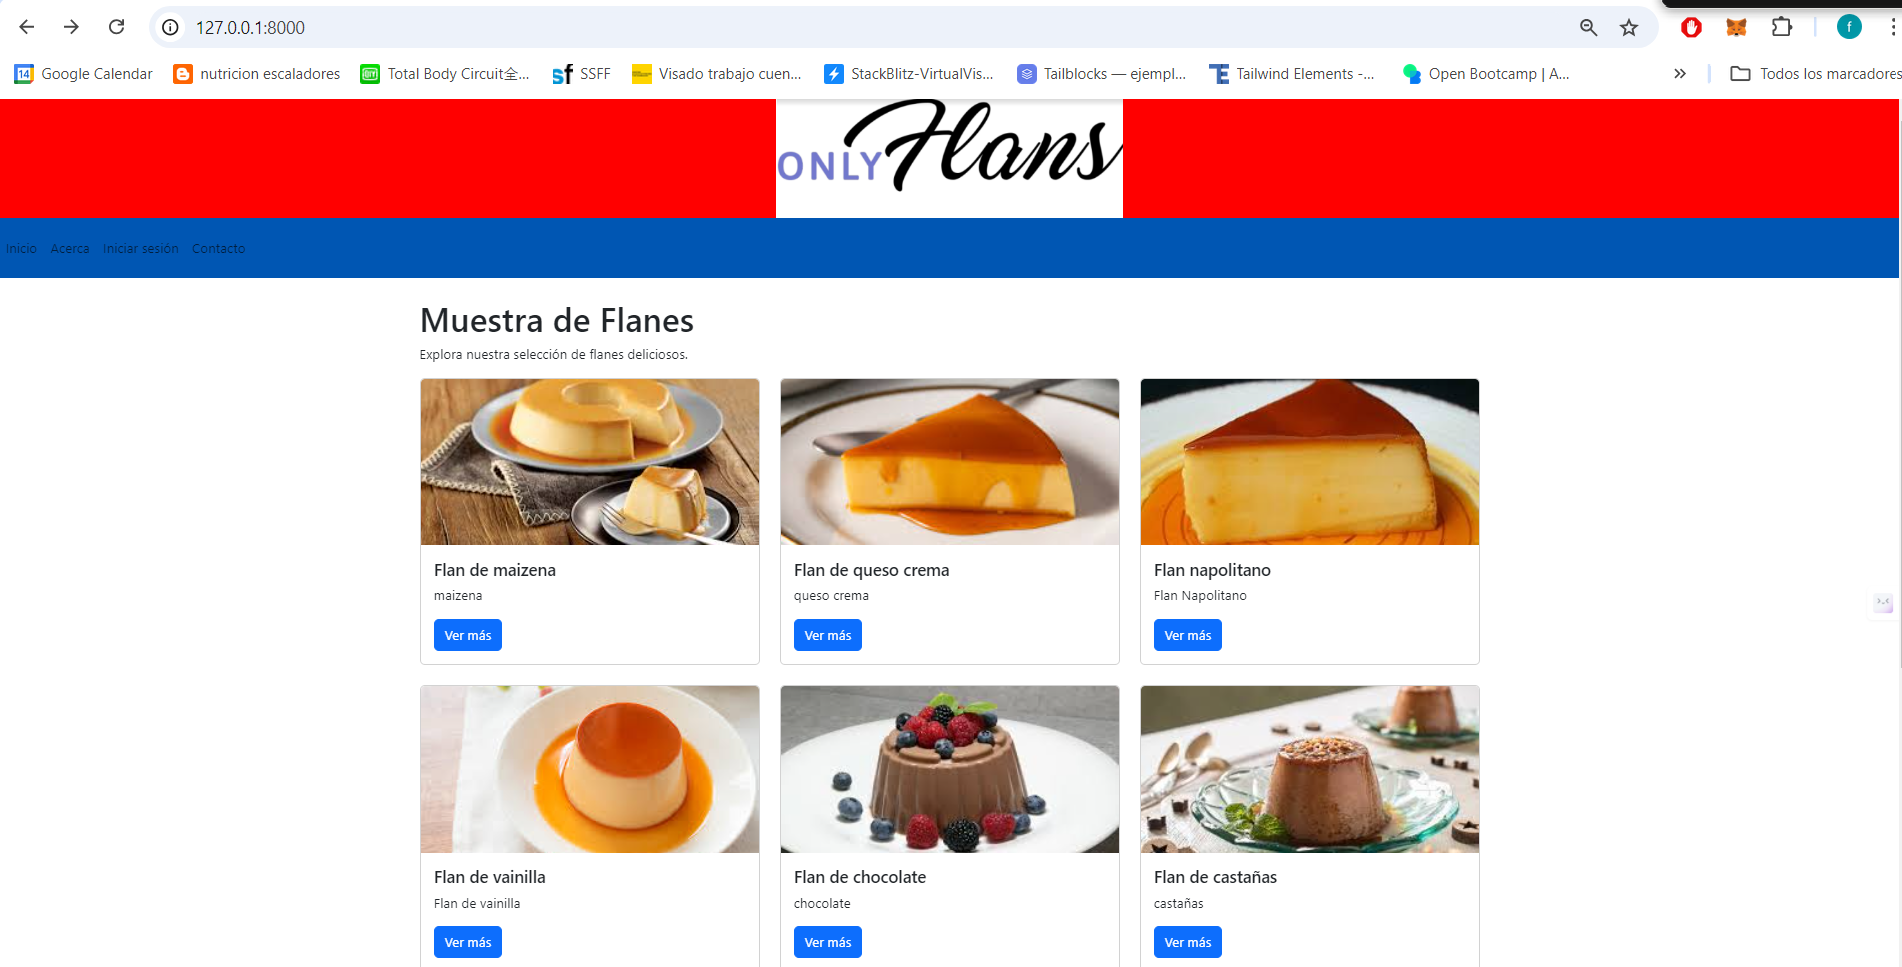 127.0.0.1:8000
f
14 Google Calendar
nutricion escaladores
DIY Total Body Circuit全...
sf SSFF
Visado trabajo cuen...
StackBlitz-VirtualVis...
Tailblocks — ejempl...
TE Tailwind Elements -...
Open Bootcamp | A...
»
Todos los marcadores
ONLY Flans
Inicio Acerca Iniciar sesión Contacto
Muestra de Flanes
Explora nuestra selección de flanes deliciosos.
Flan de maizena
maizena
Ver más
Flan de queso crema
queso crema
Ver más
Flan napolitano
Flan Napolitano
Ver más
Flan de vainilla
Flan de vainilla
Ver más
Flan de chocolate
chocolate
Ver más
Flan de castañas
castañas
Ver más